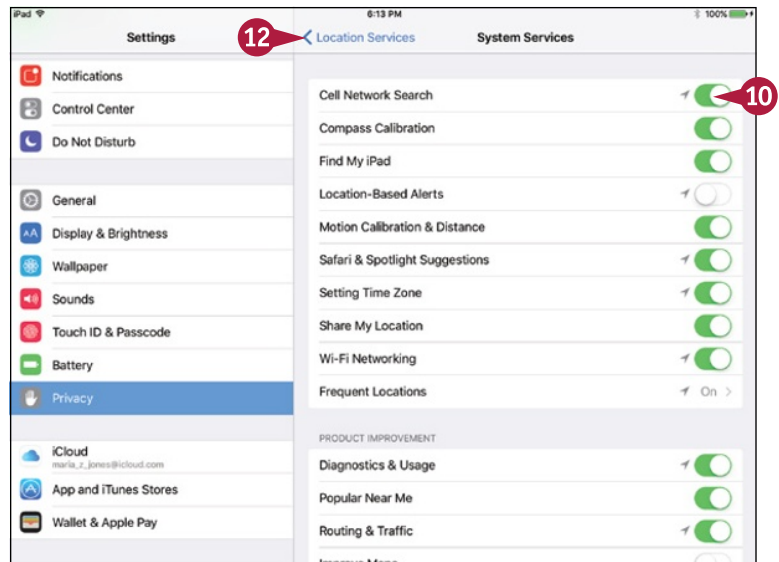 iPad 6:13 PM 100%
Settings
12 Location Services System Services
Notifications
Control Center
Do Not Disturb
General
AA Display & Brightness
Wallpaper
Sounds
Touch ID & Passcode
Battery
Privacy
iCloud
maria_z_jones@icloud.com
App and iTunes Stores
Wallet & Apple Pay
Cell Network Search 10
Compass Calibration
Find My iPad
Location-Based Alerts
Motion Calibration & Distance
Safari & Spotlight Suggestions
Setting Time Zone
Share My Location
Wi-Fi Networking
Frequent Locations On >
PRODUCT IMPROVEMENT
Diagnostics & Usage
Popular Near Me
Routing & Traffic